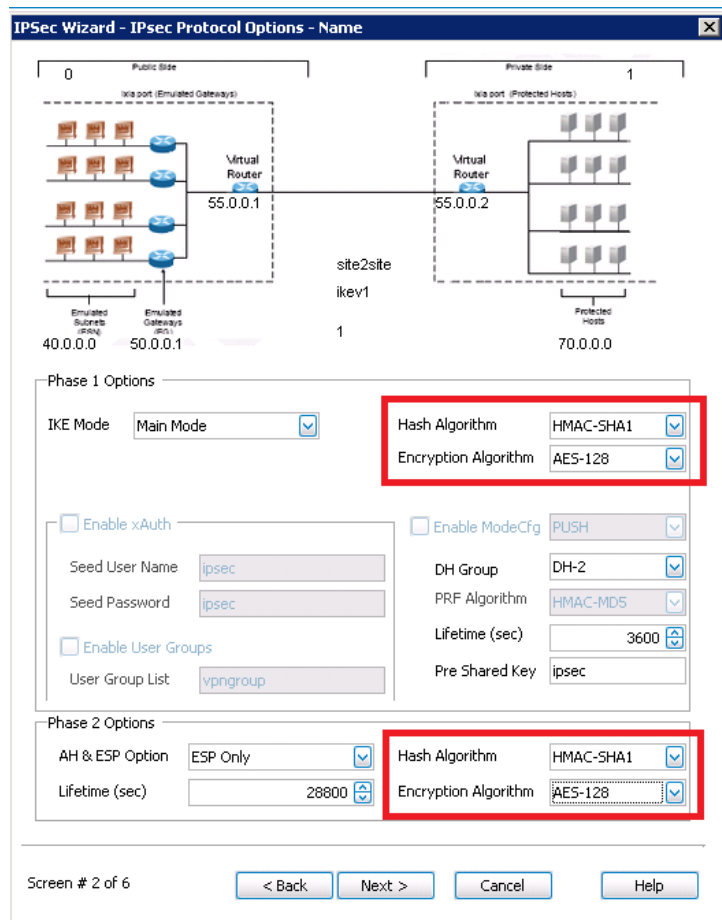 IPSec Wizard - IPsec Protocol Options - Name
0
Public Side
Private Side
1
Ixia port (Emulated Gateways)
Ixia port (Protected Hosts)
Virtual
Router
Virtual
Router
55.0.0.1
55.0.0.2
site2site
ikev1
1
Emulated
Subnets
(ESN)
Emulated
Gateways
(EG)
Protected
Hosts
40.0.0.0
50.0.0.1
70.0.0.0
Phase 1 Options
IKE Mode Main Mode
Hash Algorithm HMAC-SHA1
Encryption Algorithm AES-128
Enable xAuth
Seed User Name ipsec
Seed Password ipsec
Enable User Groups
User Group List vpngroup
Enable ModeCfg PUSH
DH Group DH-2
PRF Algorithm HMAC-MD5
Lifetime (sec) 3600
Pre Shared Key ipsec
Phase 2 Options
AH & ESP Option ESP Only
Lifetime (sec) 28800
Hash Algorithm HMAC-SHA1
Encryption Algorithm AES-128
Screen # 2 of 6
< Back
Next >
Cancel
Help